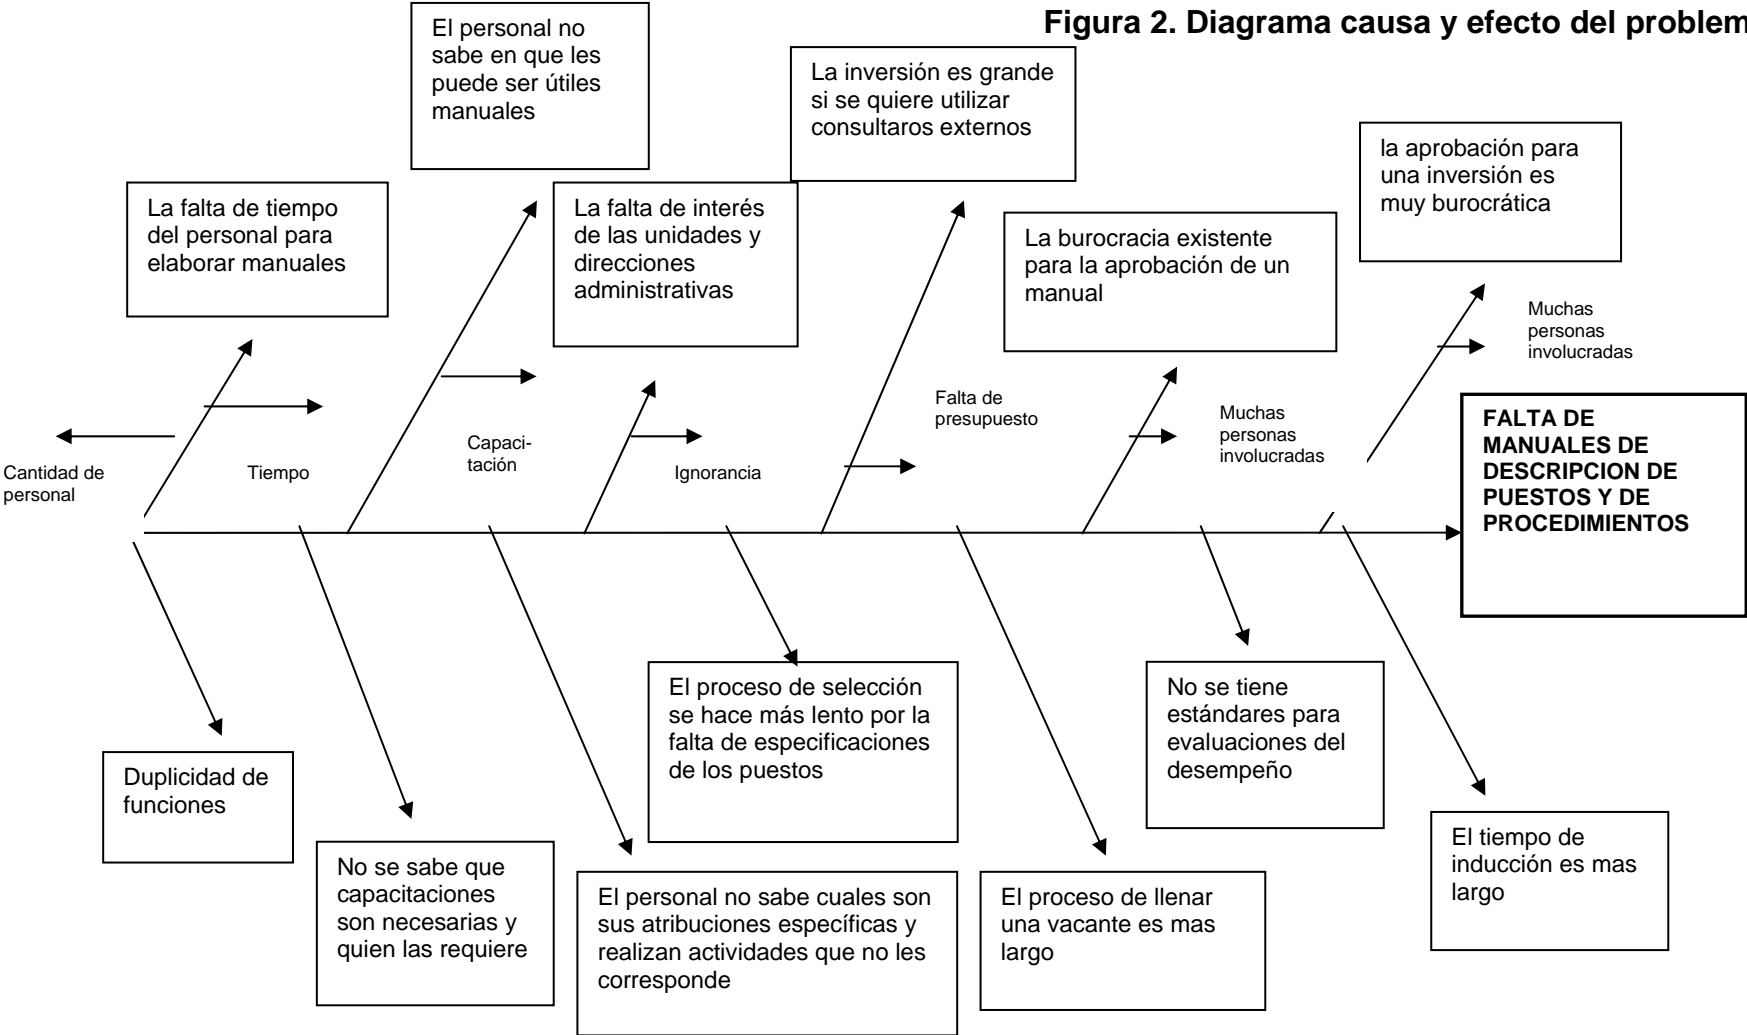 Figura 2. Diagrama causa y efecto del problem
El personal no
sabe en que les
puede ser útiles
manuales
La inversión es grande
si se quiere utilizar
consultaros externos
la aprobación para
una inversión es
muy burocrática
La falta de tiempo
del personal para
elaborar manuales
La falta de interés
de las unidades y
direcciones
administrativas
La burocracia existente
para la aprobación de un
manual
Muchas
personas
involucradas
Falta de
presupuesto
Muchas
personas
involucradas
Capaci-
tación
Cantidad de
personal
Tiempo
Ignorancia
FALTA DE
MANUALES DE
DESCRIPCION DE
PUESTOS Y DE
PROCEDIMIENTOS
El proceso de selección
se hace más lento por la
falta de especificaciones
de los puestos
No se tiene
estándares para
evaluaciones del
desempeño
Duplicidad de
funciones
El tiempo de
inducción es mas
largo
No se sabe que
capacitaciones
son necesarias y
quien las requiere
El personal no sabe cuales son
sus atribuciones específicas y
realizan actividades que no les
corresponde
El proceso de llenar
una vacante es mas
largo